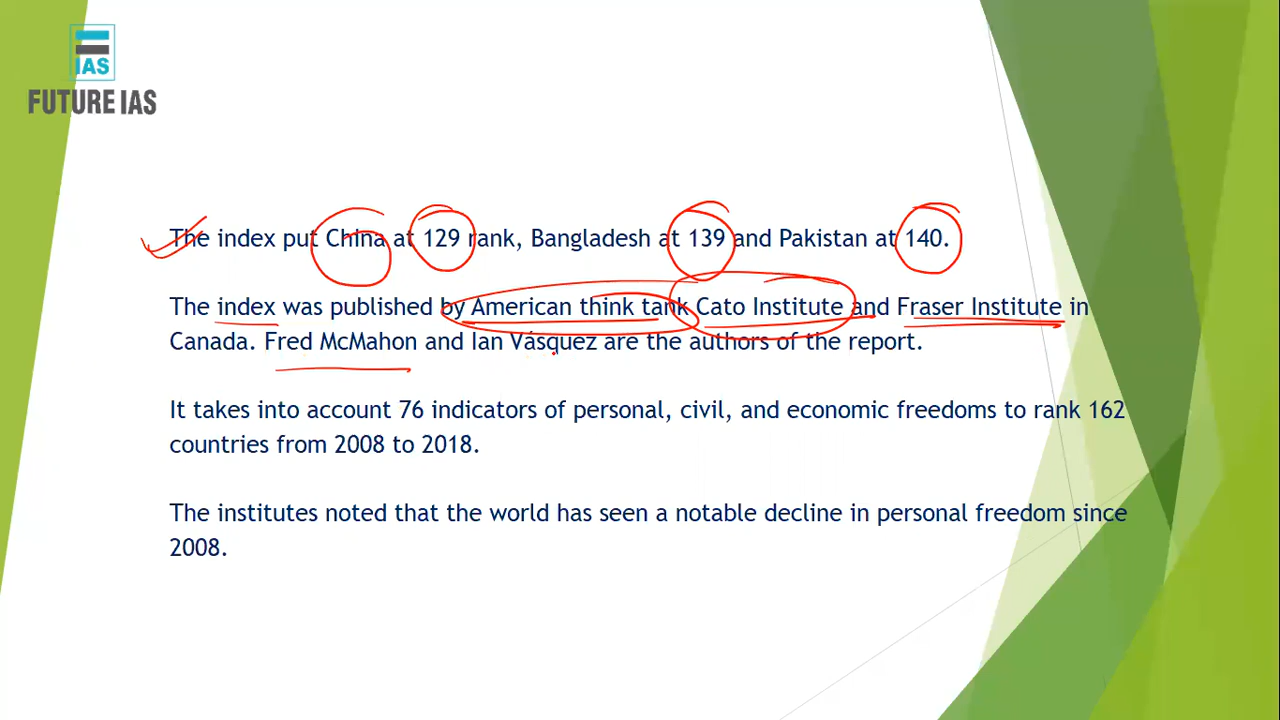 IAS
FUTURE IAS
The index put China at 129 rank, Bangladesh at 139 and Pakistan at 140.
The index was published by American think tank Cato Institute and Fraser Institute in
Canada. Fred McMahon and Ian Vásquez are the authors of the report.
It takes into account 76 indicators of personal, civil, and economic freedoms to rank 162
countries from 2008 to 2018.
The institutes noted that the world has seen a notable decline in personal freedom since
2008.